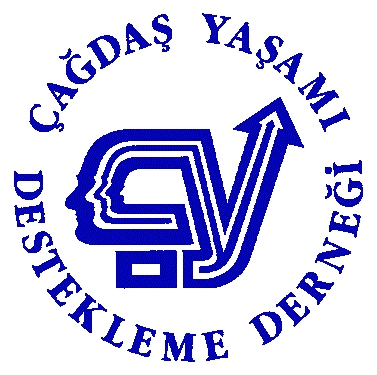 ÇAĞDAŞ YAŞAMI
DESTEKLEME DERNEĞİ